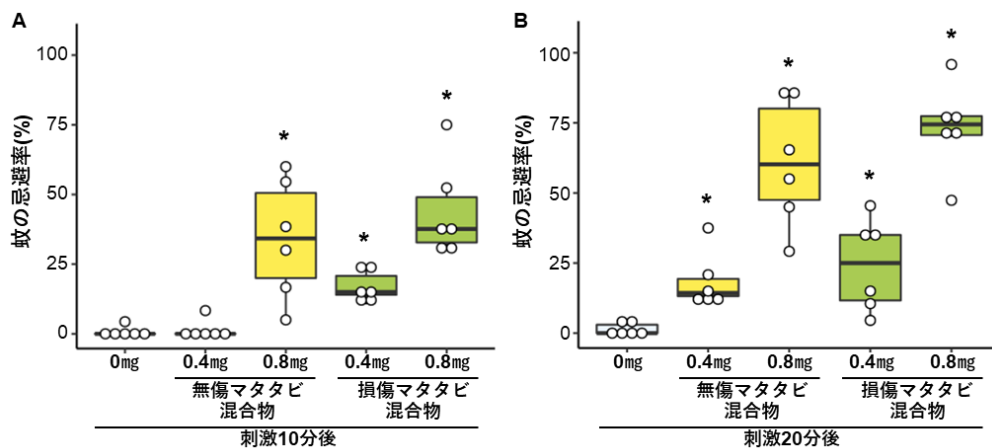 A
蚊の忌避率(%)
100
75
50
25
0
*
*
*
0mg
0.4mg
0.8mg
0.4mg
0.8mg
無傷マタタビ
混合物
損傷マタタビ
混合物
刺激10分後
B
蚊の忌避率(%)
100
75
50
25
0
*
*
*
*
0mg
0.4mg
0.8mg
0.4mg
0.8mg
無傷マタタビ
混合物
損傷マタタビ
混合物
刺激20分後